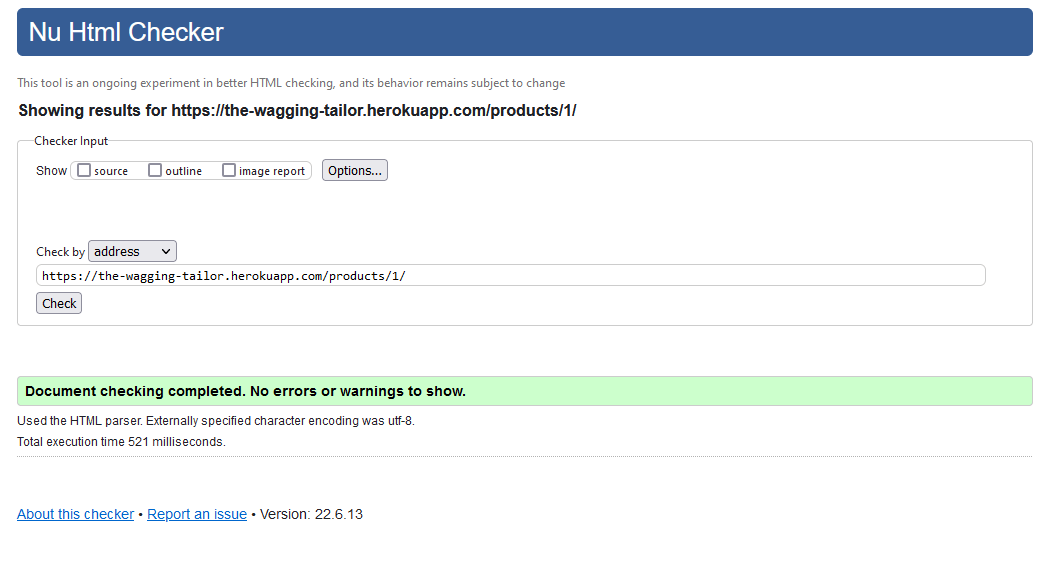 Nu Html Checker
This tool is an ongoing experiment in better HTML checking, and its behavior remains subject to change
Showing results for https://the-wagging-tailor.herokuapp.com/products/1/
Checker Input
Show source outline image report Options...
Check by address
https://the-wagging-tailor.herokuapp.com/products/1/
Check
Document checking completed. No errors or warnings to show.
Used the HTML parser. Externally specified character encoding was utf-8.
Total execution time 521 milliseconds.
About this checker • Report an issue • Version: 22.6.13